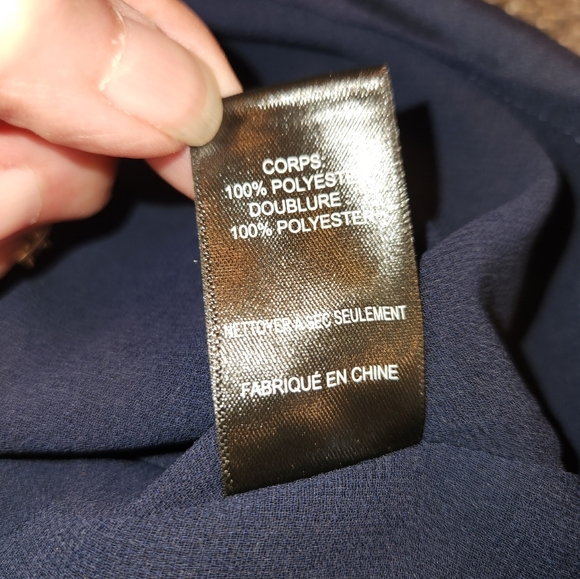 CORPS:
100% POLYESTER
DOUBLURE
100% POLYESTER
NETTOYER À SEC SEULEMENT
FABRIQUÉ EN CHINE